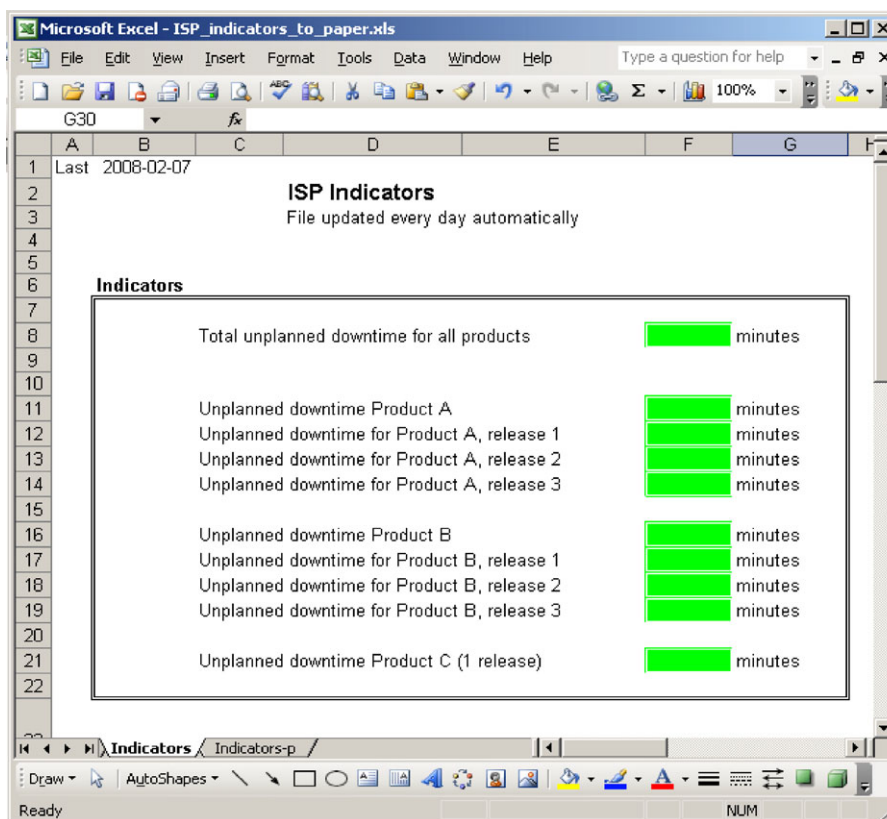 Microsoft Excel - ISP_indicators_to_paper.xls
File Edit View Insert Format Tools Data Window Help Type a question for help
ABC Σ 100%
G30 fx
A B C D E F G H
1 Last 2008-02-07
2 ISP Indicators
3 File updated every day automatically
4
5
6 Indicators
7
8 Total unplanned downtime for all products minutes
9
10
11 Unplanned downtime Product A minutes
12 Unplanned downtime for Product A, release 1 minutes
13 Unplanned downtime for Product A, release 2 minutes
14 Unplanned downtime for Product A, release 3 minutes
15
16 Unplanned downtime Product B minutes
17 Unplanned downtime for Product B, release 1 minutes
18 Unplanned downtime for Product B, release 2 minutes
19 Unplanned downtime for Product B, release 3 minutes
20
21 Unplanned downtime Product C (1 release) minutes
22
Indicators Indicators-p
Draw AutoShapes A
Ready NUM